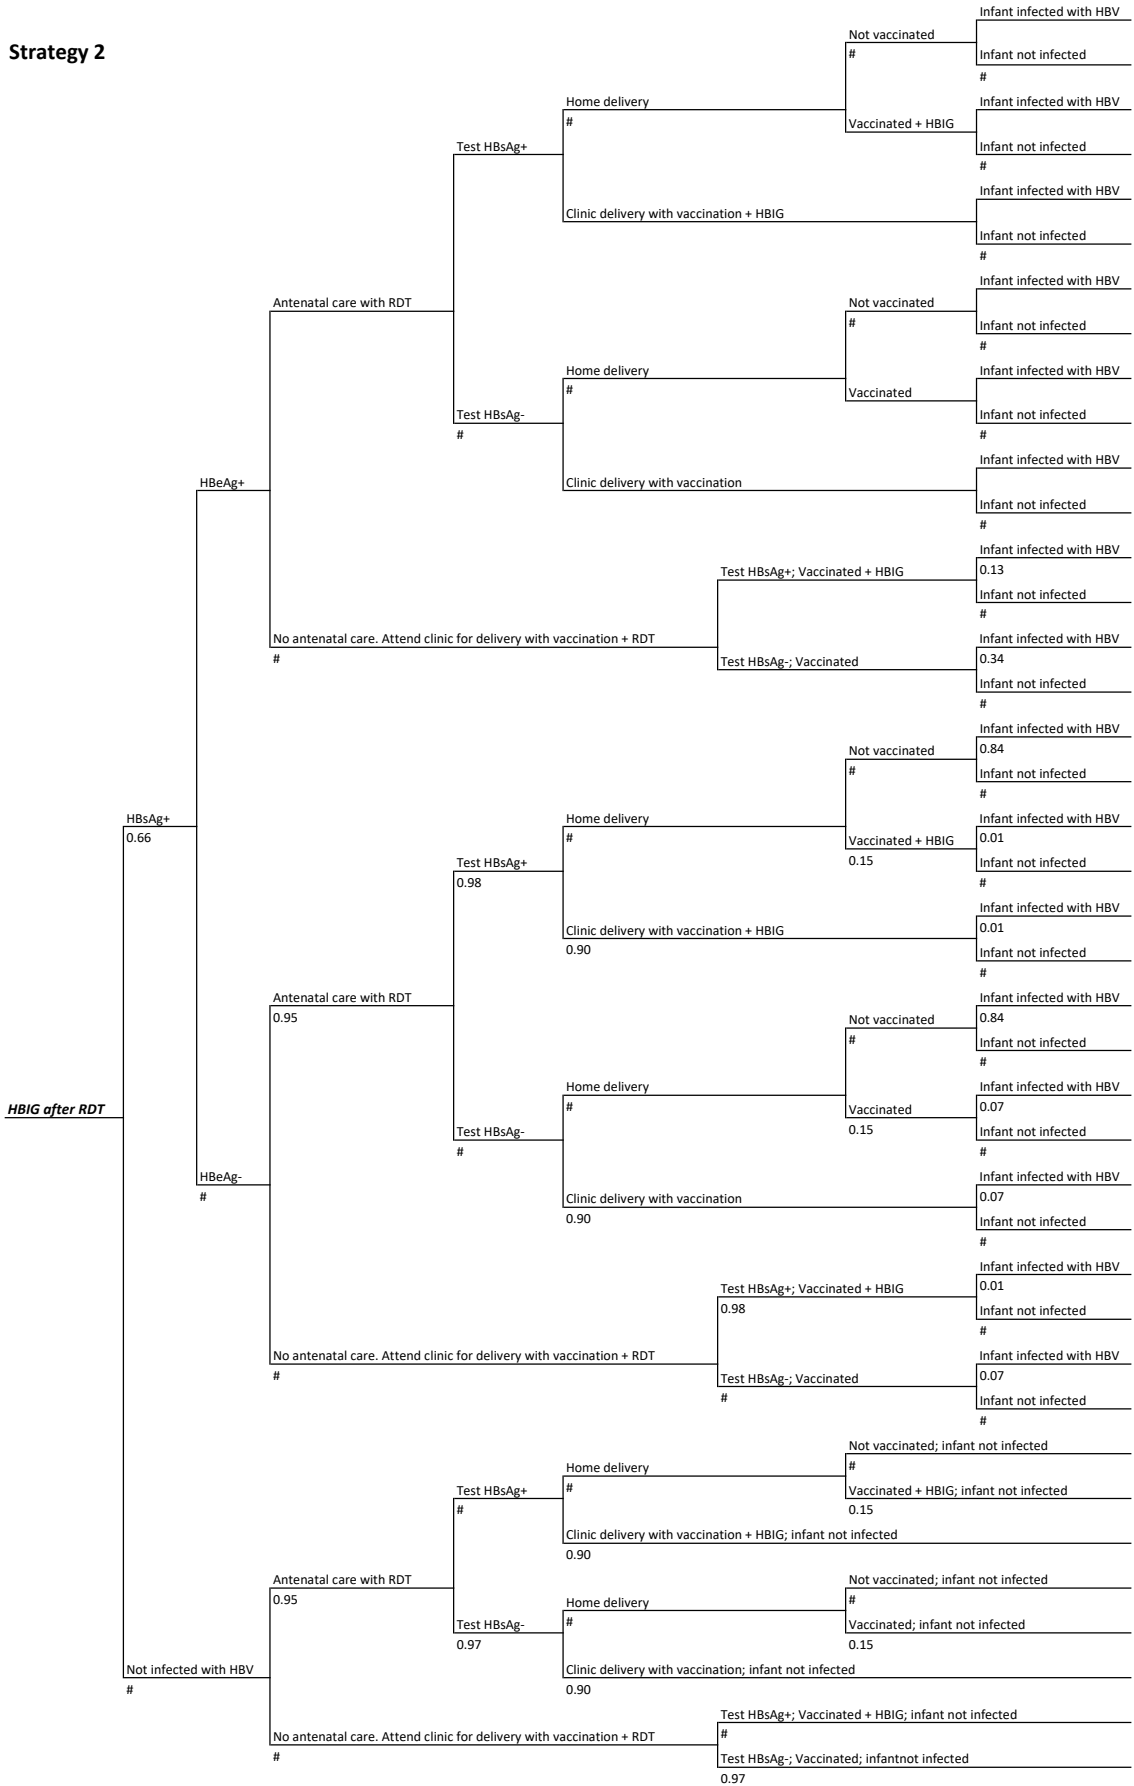 Infant infected with HBV
Not vaccinated
Strategy 2
#
Infant not infected
#
Home delivery
Infant infected with HBV
#
Vaccinated + HBIG
Test HBsAg+
Infant not infected
#
Infant infected with HBV
Clinic delivery with vaccination + HBIG
Infant not infected
#
Infant infected with HBV
Antenatal care with RDT
Not vaccinated
#
Infant not infected
#
Home delivery
Infant infected with HBV
#
Vaccinated
Test HBsAg-
Infant not infected
#
#
Infant infected with HBV
HBeAg+
Clinic delivery with vaccination
Infant not infected
#
Infant infected with HBV
Test HBsAg+; Vaccinated + HBIG
0.13
Infant not infected
#
No antenatal care. Attend clinic for delivery with vaccination + RDT
Infant infected with HBV
#
Test HBsAg-; Vaccinated
0.34
Infant not infected
#
Infant infected with HBV
Not vaccinated
0.84
#
Infant not infected
#
HBsAg+
Home delivery
Infant infected with HBV
0.66
#
Vaccinated + HBIG
0.01
Test HBsAg+
0.15
Infant not infected
0.98
#
Infant infected with HBV
Clinic delivery with vaccination + HBIG
0.01
0.90
Infant not infected
#
Antenatal care with RDT
Infant infected with HBV
0.95
Not vaccinated
0.84
#
Infant not infected
#
Home delivery
Infant infected with HBV
HBIG after RDT
#
Vaccinated
0.07
Test HBsAg-
0.15
Infant not infected
#
#
HBeAg-
Infant infected with HBV
#
Clinic delivery with vaccination
0.07
0.90
Infant not infected
#
Infant infected with HBV
Test HBsAg+; Vaccinated + HBIG
0.01
0.98
Infant not infected
#
No antenatal care. Attend clinic for delivery with vaccination + RDT
Infant infected with HBV
#
Test HBsAg-; Vaccinated
0.07
#
Infant not infected
#
Not vaccinated; infant not infected
Home delivery
#
Test HBsAg+
#
Vaccinated + HBIG; infant not infected
#
0.15
Clinic delivery with vaccination + HBIG; infant not infected
0.90
Antenatal care with RDT
Not vaccinated; infant not infected
0.95
Home delivery
#
Test HBsAg-
#
Vaccinated; infant not infected
0.97
0.15
Not infected with HBV
Clinic delivery with vaccination; infant not infected
#
0.90
Test HBsAg+; Vaccinated + HBIG; infant not infected
No antenatal care. Attend clinic for delivery with vaccination + RDT
#
#
Test HBsAg-; Vaccinated; infantnot infected
0.97